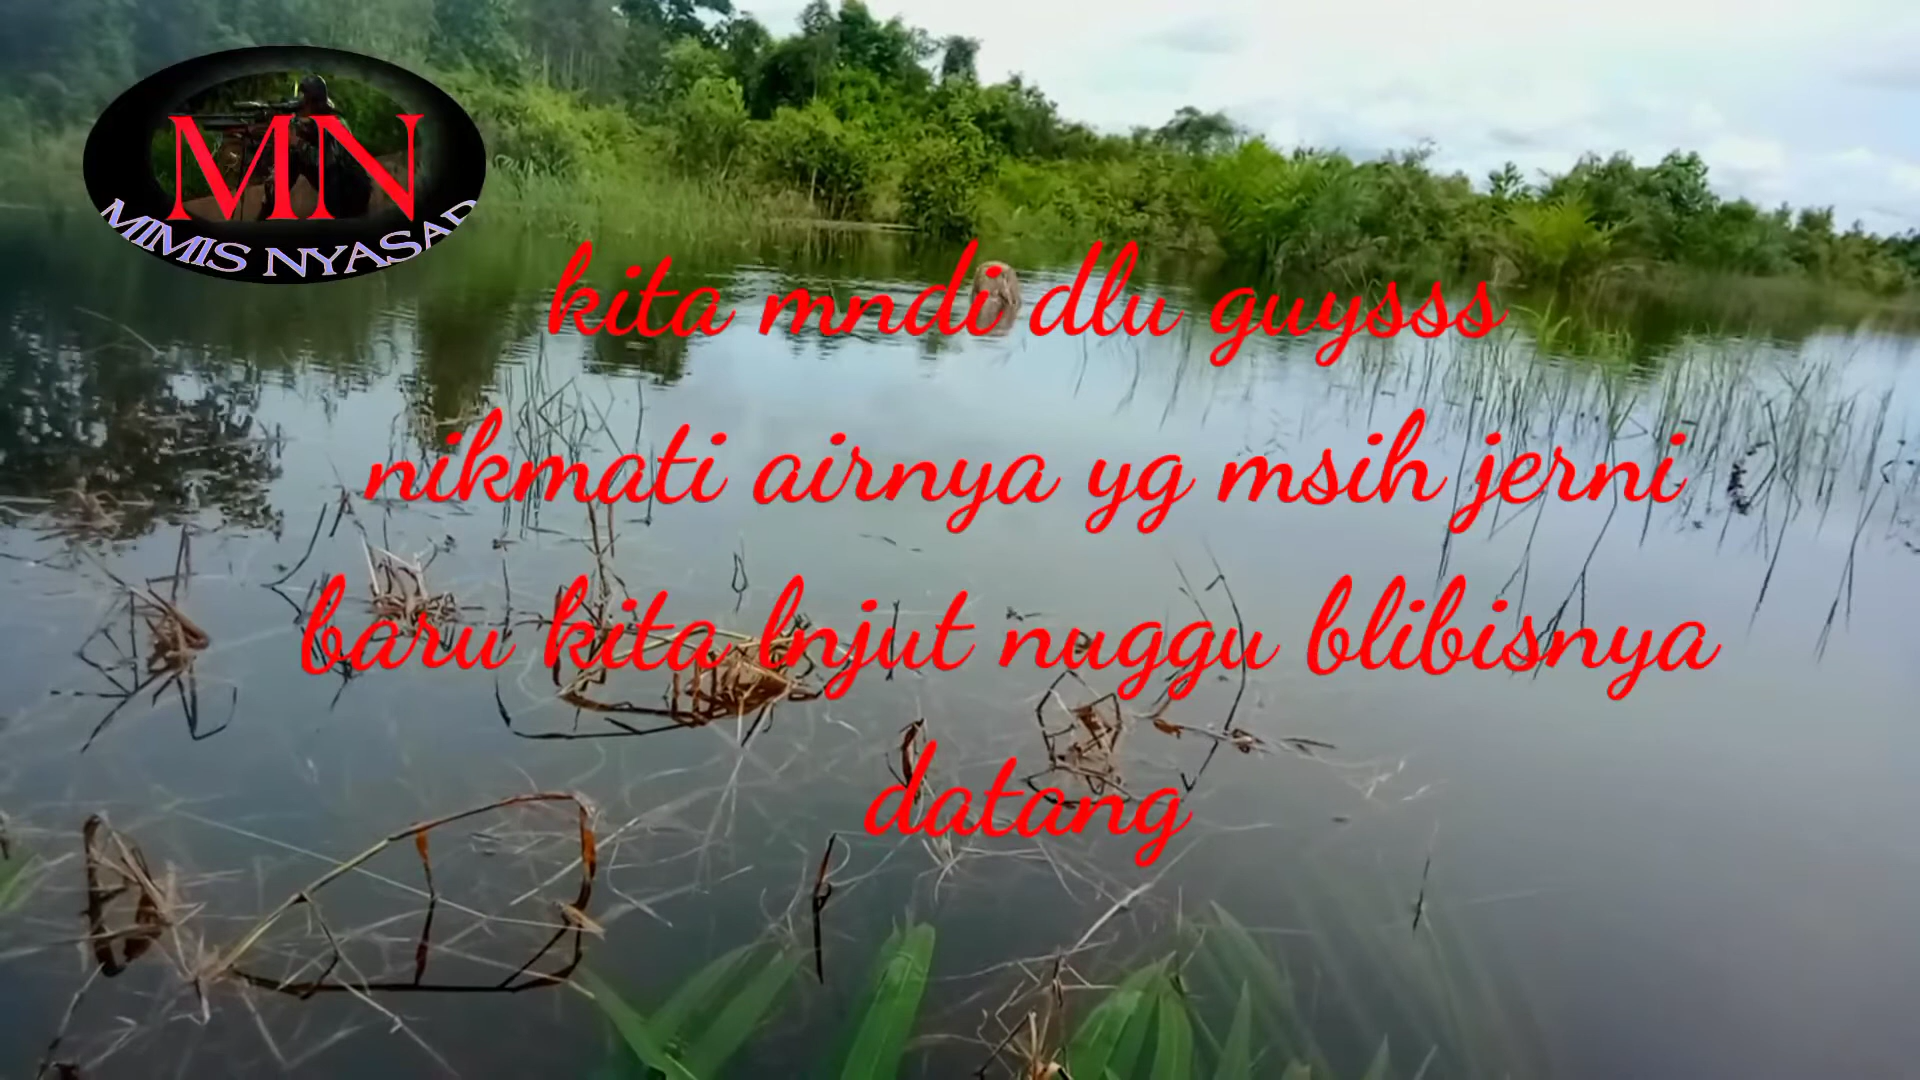 MN
MIMIS NYASAR
kita mndi dlu guysss
nikmati airnya yg msih jerni
baru kita lnjut nuggu blibisnya
datang